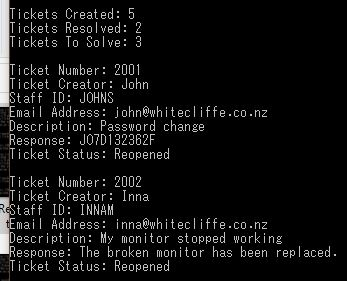 Tickets Created: 5
Tickets Resolved: 2
Tickets To Solve: 3
Ticket Number: 2001
Ticket Creator: John
Staff ID: JOHNS
Email Address: john@whitecliffe.co.nz
Description: Password change
Response: JO7D132362F
Ticket Status: Reopened
Ticket Number: 2002
Ticket Creator: Inna
Staff ID: INNAM
Email Address: inna@whitecliffe.co.nz
Description: My monitor stopped working
Response: The broken monitor has been replaced.
Ticket Status: Reopened